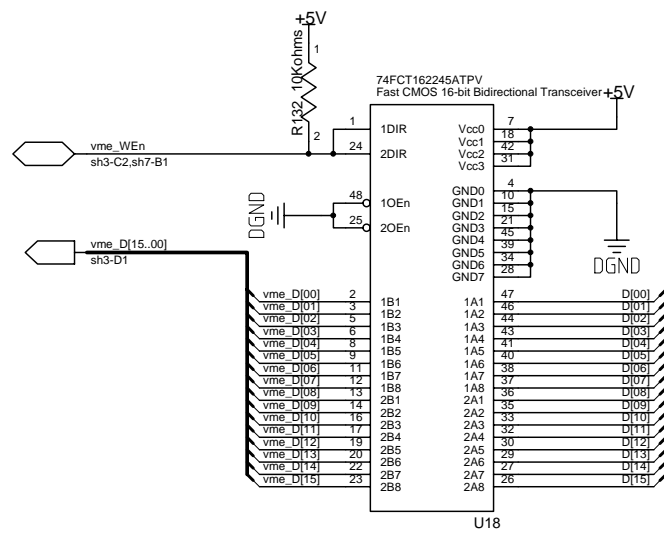 +5V
1
R132 10Kohms
2
74FCT162245ATPV
Fast CMOS 16-bit Bidirectional Transceiver
+5V
vme_WEn
sh3-C2,sh7-B1
1 1DIR Vcc0 7
24 2DIR Vcc1 18
Vcc2 42
Vcc3 31
DGND
48 1OEn
25 2OEn
GND0 4
GND1 10
GND2 15
GND3 21
GND4 45
GND5 39
GND6 34
GND7 28
DGND
vme_D[15..00]
sh3-D1
vme_D[00] 2 1B1 1A1 47 D[00]
vme_D[01] 3 1B2 1A2 46 D[01]
vme_D[02] 5 1B3 1A3 44 D[02]
vme_D[03] 6 1B4 1A4 43 D[03]
vme_D[04] 8 1B5 1A5 41 D[04]
vme_D[05] 9 1B6 1A6 40 D[05]
vme_D[06] 11 1B7 1A7 38 D[06]
vme_D[07] 12 1B8 1A8 37 D[07]
vme_D[08] 13 2B1 2A1 36 D[08]
vme_D[09] 14 2B2 2A2 35 D[09]
vme_D[10] 16 2B3 2A3 33 D[10]
vme_D[11] 17 2B4 2A4 32 D[11]
vme_D[12] 19 2B5 2A5 30 D[12]
vme_D[13] 20 2B6 2A6 29 D[13]
vme_D[14] 22 2B7 2A7 27 D[14]
vme_D[15] 23 2B8 2A8 26 D[15]
U18